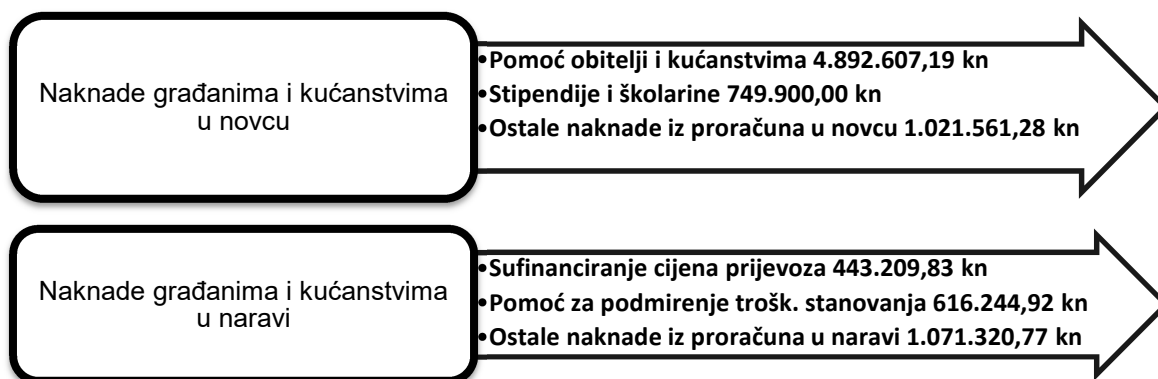 Naknade građanima i kućanstvima
u novcu
•Pomoć obitelji i kućanstvima 4.892.607,19 kn
•Stipendije i školarine 749.900,00 kn
•Ostale naknade iz proračuna u novcu 1.021.561,28 kn
Naknade građanima i kućanstvima
u naravi
•Sufinanciranje cijena prijevoza 443.209,83 kn
•Pomoć za podmirenje trošk. stanovanja 616.244,92 kn
•Ostale naknade iz proračuna u naravi 1.071.320,77 kn